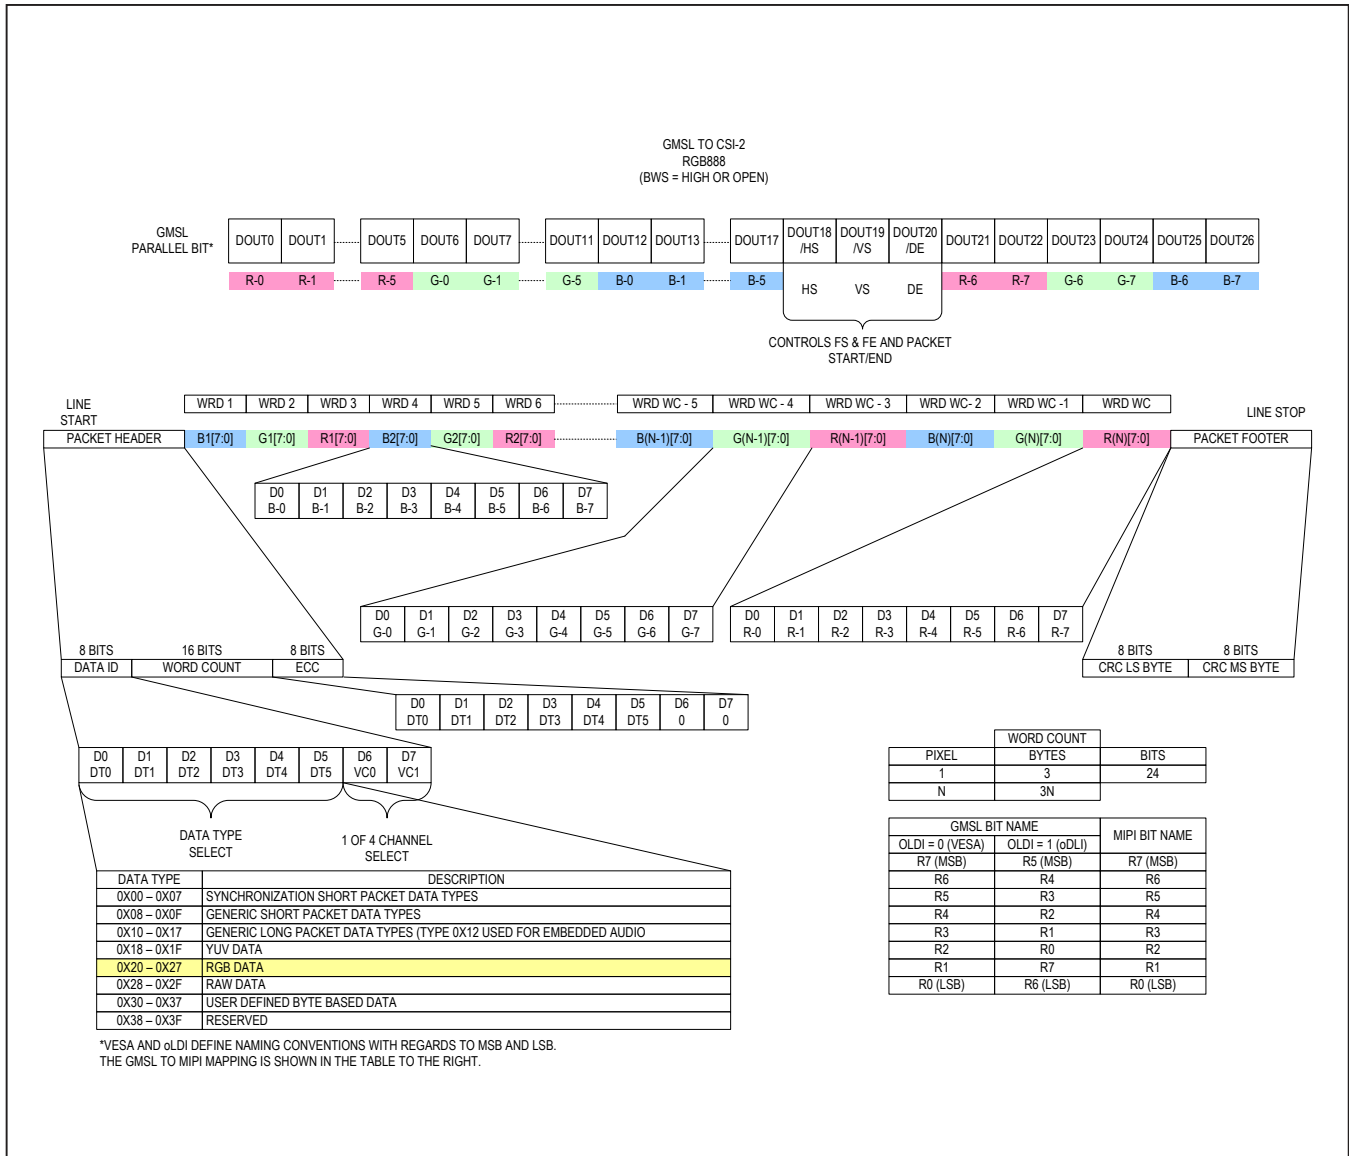 GMSL TO CSI-2
RGB888
(BWS = HIGH OR OPEN)
GMSL
PARALLEL BIT*
DOUT0 DOUT1 DOUT5 DOUT6 DOUT7 DOUT11 DOUT12 DOUT13 DOUT17 DOUT18 /HS DOUT19 /VS DOUT20 /DE DOUT21 DOUT22 DOUT23 DOUT24 DOUT25 DOUT26
R-0 R-1 R-5 G-0 G-1 G-5 B-0 B-1 B-5 HS VS DE R-6 R-7 G-6 G-7 B-6 B-7
CONTROLS FS & FE AND PACKET
START/END
LINE
START
WRD 1 WRD 2 WRD 3 WRD 4 WRD 5 WRD 6 WRD WC - 5 WRD WC - 4 WRD WC - 3 WRD WC- 2 WRD WC -1 WRD WC
LINE STOP
PACKET HEADER B1[7:0] G1[7:0] R1[7:0] B2[7:0] G2[7:0] R2[7:0] B(N-1)[7:0] G(N-1)[7:0] R(N-1)[7:0] B(N)[7:0] G(N)[7:0] R(N)[7:0] PACKET FOOTER
D0 D1 D2 D3 D4 D5 D6 D7
B-0 B-1 B-2 B-3 B-4 B-5 B-6 B-7
D0 D1 D2 D3 D4 D5 D6 D7
G-0 G-1 G-2 G-3 G-4 G-5 G-6 G-7
D0 D1 D2 D3 D4 D5 D6 D7
R-0 R-1 R-2 R-3 R-4 R-5 R-6 R-7
8 BITS 16 BITS 8 BITS
DATA ID WORD COUNT ECC
8 BITS 8 BITS
CRC LS BYTE CRC MS BYTE
D0 D1 D2 D3 D4 D5 D6 D7
DT0 DT1 DT2 DT3 DT4 DT5 0 0
D0 D1 D2 D3 D4 D5 D6 D7
DT0 DT1 DT2 DT3 DT4 DT5 VC0 VC1
DATA TYPE
SELECT
1 OF 4 CHANNEL
SELECT
WORD COUNT
PIXEL BYTES BITS
1 3 24
N 3N
GMSL BIT NAME MIPI BIT NAME
OLDI = 0 (VESA) OLDI = 1 (oDLI)
R7 (MSB) R5 (MSB) R7 (MSB)
R6 R4 R6
R5 R3 R5
R4 R2 R4
R3 R1 R3
R2 R0 R2
R1 R7 R1
R0 (LSB) R6 (LSB) R0 (LSB)
DATA TYPE DESCRIPTION
0X00 – 0X07 SYNCHRONIZATION SHORT PACKET DATA TYPES
0X08 – 0X0F GENERIC SHORT PACKET DATA TYPES
0X10 – 0X17 GENERIC LONG PACKET DATA TYPES (TYPE 0X12 USED FOR EMBEDDED AUDIO
0X18 – 0X1F YUV DATA
0X20 – 0X27 RGB DATA
0X28 – 0X2F RAW DATA
0X30 – 0X37 USER DEFINED BYTE BASED DATA
0X38 – 0X3F RESERVED
*VESA AND oLDI DEFINE NAMING CONVENTIONS WITH REGARDS TO MSB AND LSB.
THE GMSL TO MIPI MAPPING IS SHOWN IN THE TABLE TO THE RIGHT.